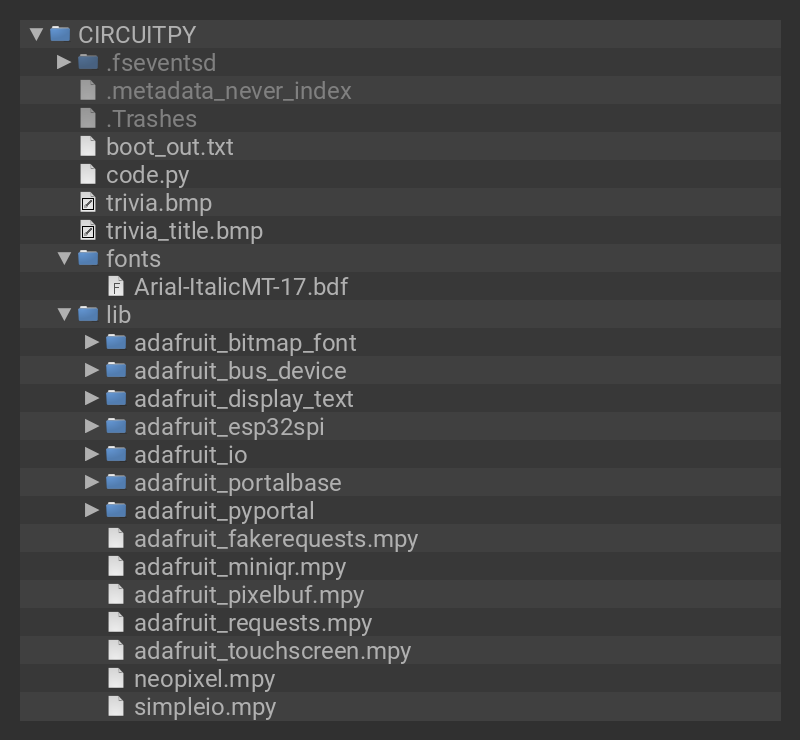 CIRCUITPY
.fseventsd
.metadata_never_index
.Trashes
boot_out.txt
code.py
trivia.bmp
trivia_title.bmp
fonts
Arial-ItalicMT-17.bdf
lib
adafruit_bitmap_font
adafruit_bus_device
adafruit_display_text
adafruit_esp32spi
adafruit_io
adafruit_portalbase
adafruit_pyportal
adafruit_fakerequests.mpy
adafruit_miniqr.mpy
adafruit_pixelbuf.mpy
adafruit_requests.mpy
adafruit_touchscreen.mpy
neopixel.mpy
simpleio.mpy